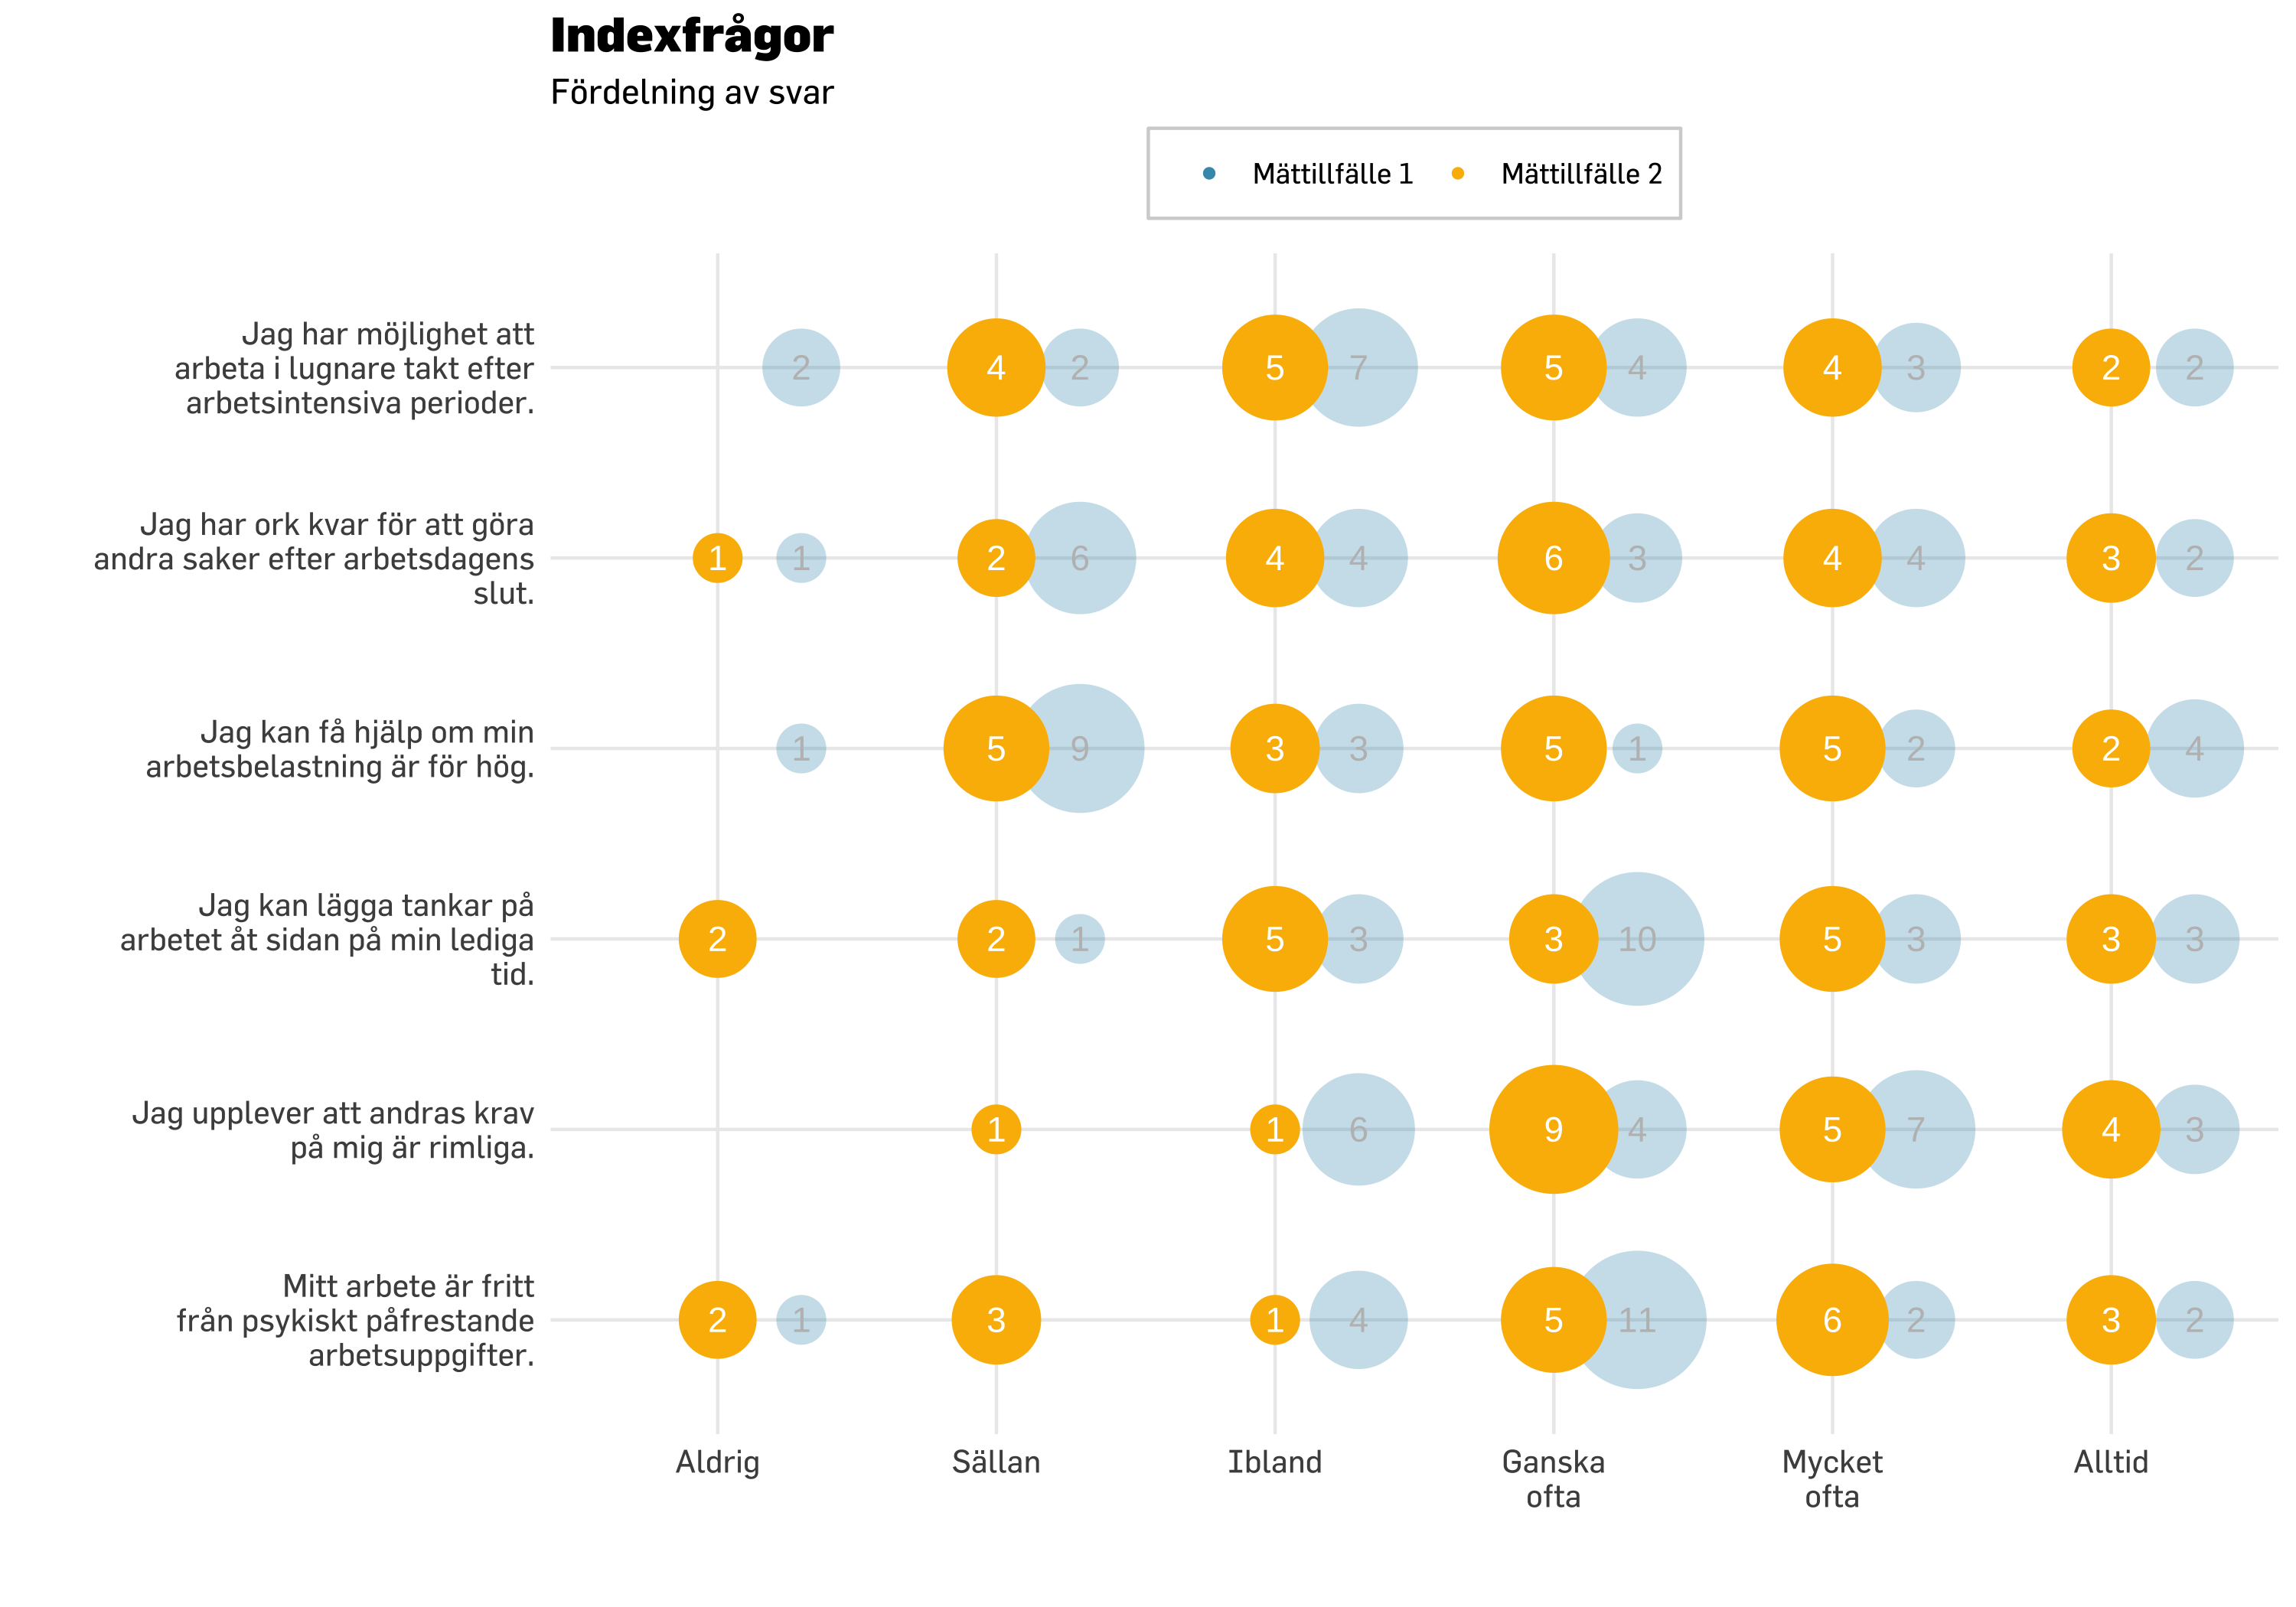 Indexfrågor
Fördelning av svar
Mättillfälle 1 Mättillfälle 2
Jag har möjlighet att
arbeta i lugnare takt efter
arbetsintensiva perioder.
2 4 2 5 7 5 4 4 3 2 2
Jag har ork kvar för att göra
andra saker efter arbetsdagens
slut.
1 1 2 6 4 4 6 3 4 4 3 2
Jag kan få hjälp om min
arbetsbelastning är för hög.
1 5 9 3 3 5 1 5 2 2 4
Jag kan lägga tankar på
arbetet åt sidan på min lediga
tid.
2 2 1 5 3 3 10 5 3 3 3
Jag upplever att andras krav
på mig är rimliga.
1 1 6 9 4 5 7 4 3
Mitt arbete är fritt
från psykiskt påfrestande
arbetsuppgifter.
2 1 3 1 4 5 11 6 2 3 2
Aldrig Sällan Ibland Ganska ofta Mycket ofta Alltid